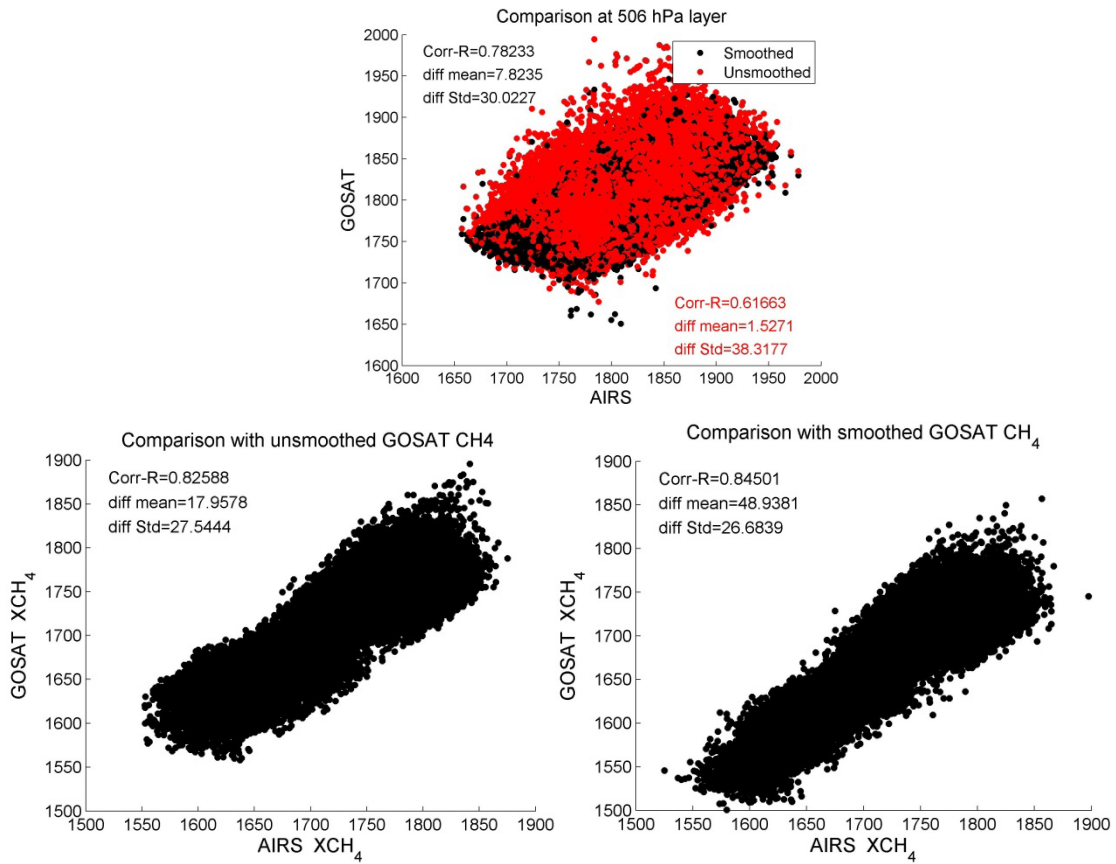 Comparison at 506 hPa layer
Corr-R=0.78233
diff mean=7.8235
diff Std=30.0227
Smoothed
Unsmoothed
Corr-R=0.61663
diff mean=1.5271
diff Std=38.3177
GOSAT
2000
1950
1900
1850
1800
1750
1700
1650
1600
1600 1650 1700 1750 1800 1850 1900 1950 2000
AIRS
Comparison with unsmoothed GOSAT CH4
Corr-R=0.82588
diff mean=17.9578
diff Std=27.5444
GOSAT XCH4
1900
1850
1800
1750
1700
1650
1600
1550
1500
1500 1550 1600 1650 1700 1750 1800 1850 1900
AIRS XCH4
Comparison with smoothed GOSAT CH4
Corr-R=0.84501
diff mean=48.9381
diff Std=26.6839
GOSAT XCH4
1900
1850
1800
1750
1700
1650
1600
1550
1500
1500 1550 1600 1650 1700 1750 1800 1850 1900
AIRS XCH4